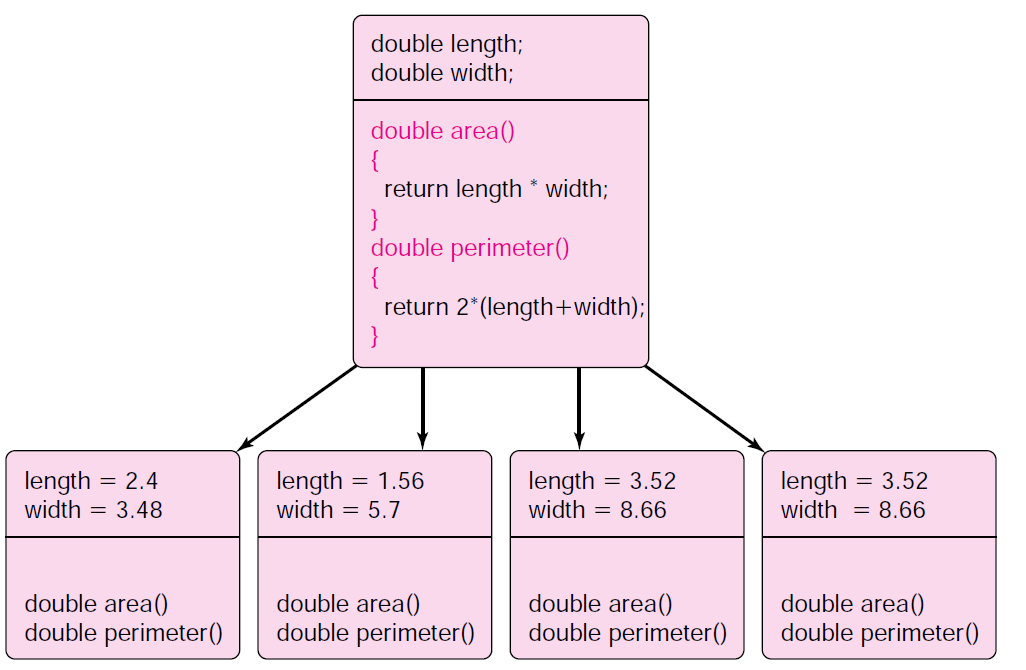 double length;
double width;
double area()
{
return length * width;
}
double perimeter()
{
return 2*(length+width);
}
length = 2.4
width = 3.48
double area()
double perimeter()
length = 1.56
width = 5.7
double area()
double perimeter()
length = 3.52
width = 8.66
double area()
double perimeter()
length = 3.52
width = 8.66
double area()
double perimeter()